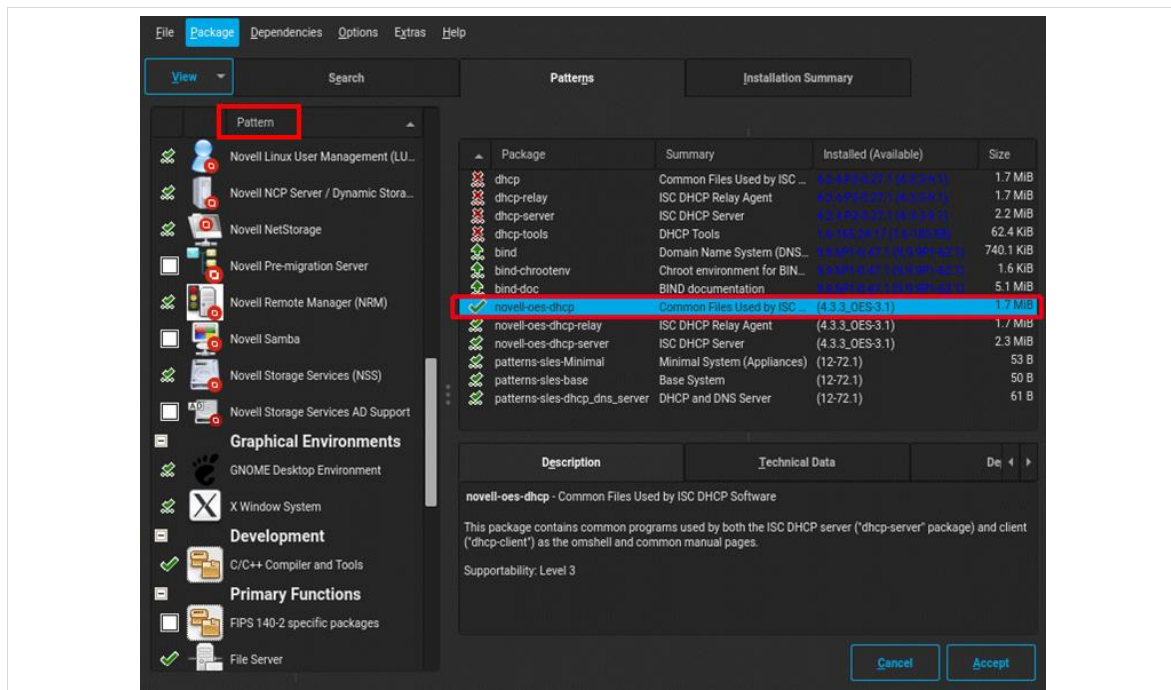 File Package Dependencies Options Extras Help
View Search Patterns Installation Summary
Pattern
Novell Linux User Management (LU...
Novell NCP Server / Dynamic Stora...
Novell NetStorage
Novell Pre-migration Server
Novell Remote Manager (NRM)
Novell Samba
Novell Storage Services (NSS)
Novell Storage Services AD Support
Graphical Environments
GNOME Desktop Environment
X Window System
Development
C/C++ Compiler and Tools
Primary Functions
FIPS 140-2 specific packages
File Server
Package Summary Installed (Available) Size
dhcp Common Files Used by ISC ... 1.7 MiB
dhcp-relay ISC DHCP Relay Agent 1.7 MiB
dhcp-server ISC DHCP Server 2.2 MiB
dhcp-tools DHCP Tools 62.4 KiB
bind Domain Name System (DNS... 740.1 KiB
bind-chrootenv Chroot environment for BIN... 1.6 KiB
bind-doc BIND documentation 5.1 MiB
novell-oes-dhcp Common Files Used by ISC ... (4.3.3_OES-3.1) 1.7 MiB
novell-oes-dhcp-relay ISC DHCP Relay Agent (4.3.3_OES-3.1) 1.7 MiB
novell-oes-dhcp-server ISC DHCP Server (4.3.3_OES-3.1) 2.3 MiB
patterns-sles-Minimal Minimal System (Appliances) (12-72.1) 53 B
patterns-sles-base Base System (12-72.1) 50 B
patterns-sles-dhcp_dns_server DHCP and DNS Server (12-72.1) 61 B
Description Technical Data De
novell-oes-dhcp - Common Files Used by ISC DHCP Software
This package contains common programs used by both the ISC DHCP server ("dhcp-server" package) and client
("dhcp-client") as the omshell and common manual pages.
Supportability: Level 3
Cancel Accept